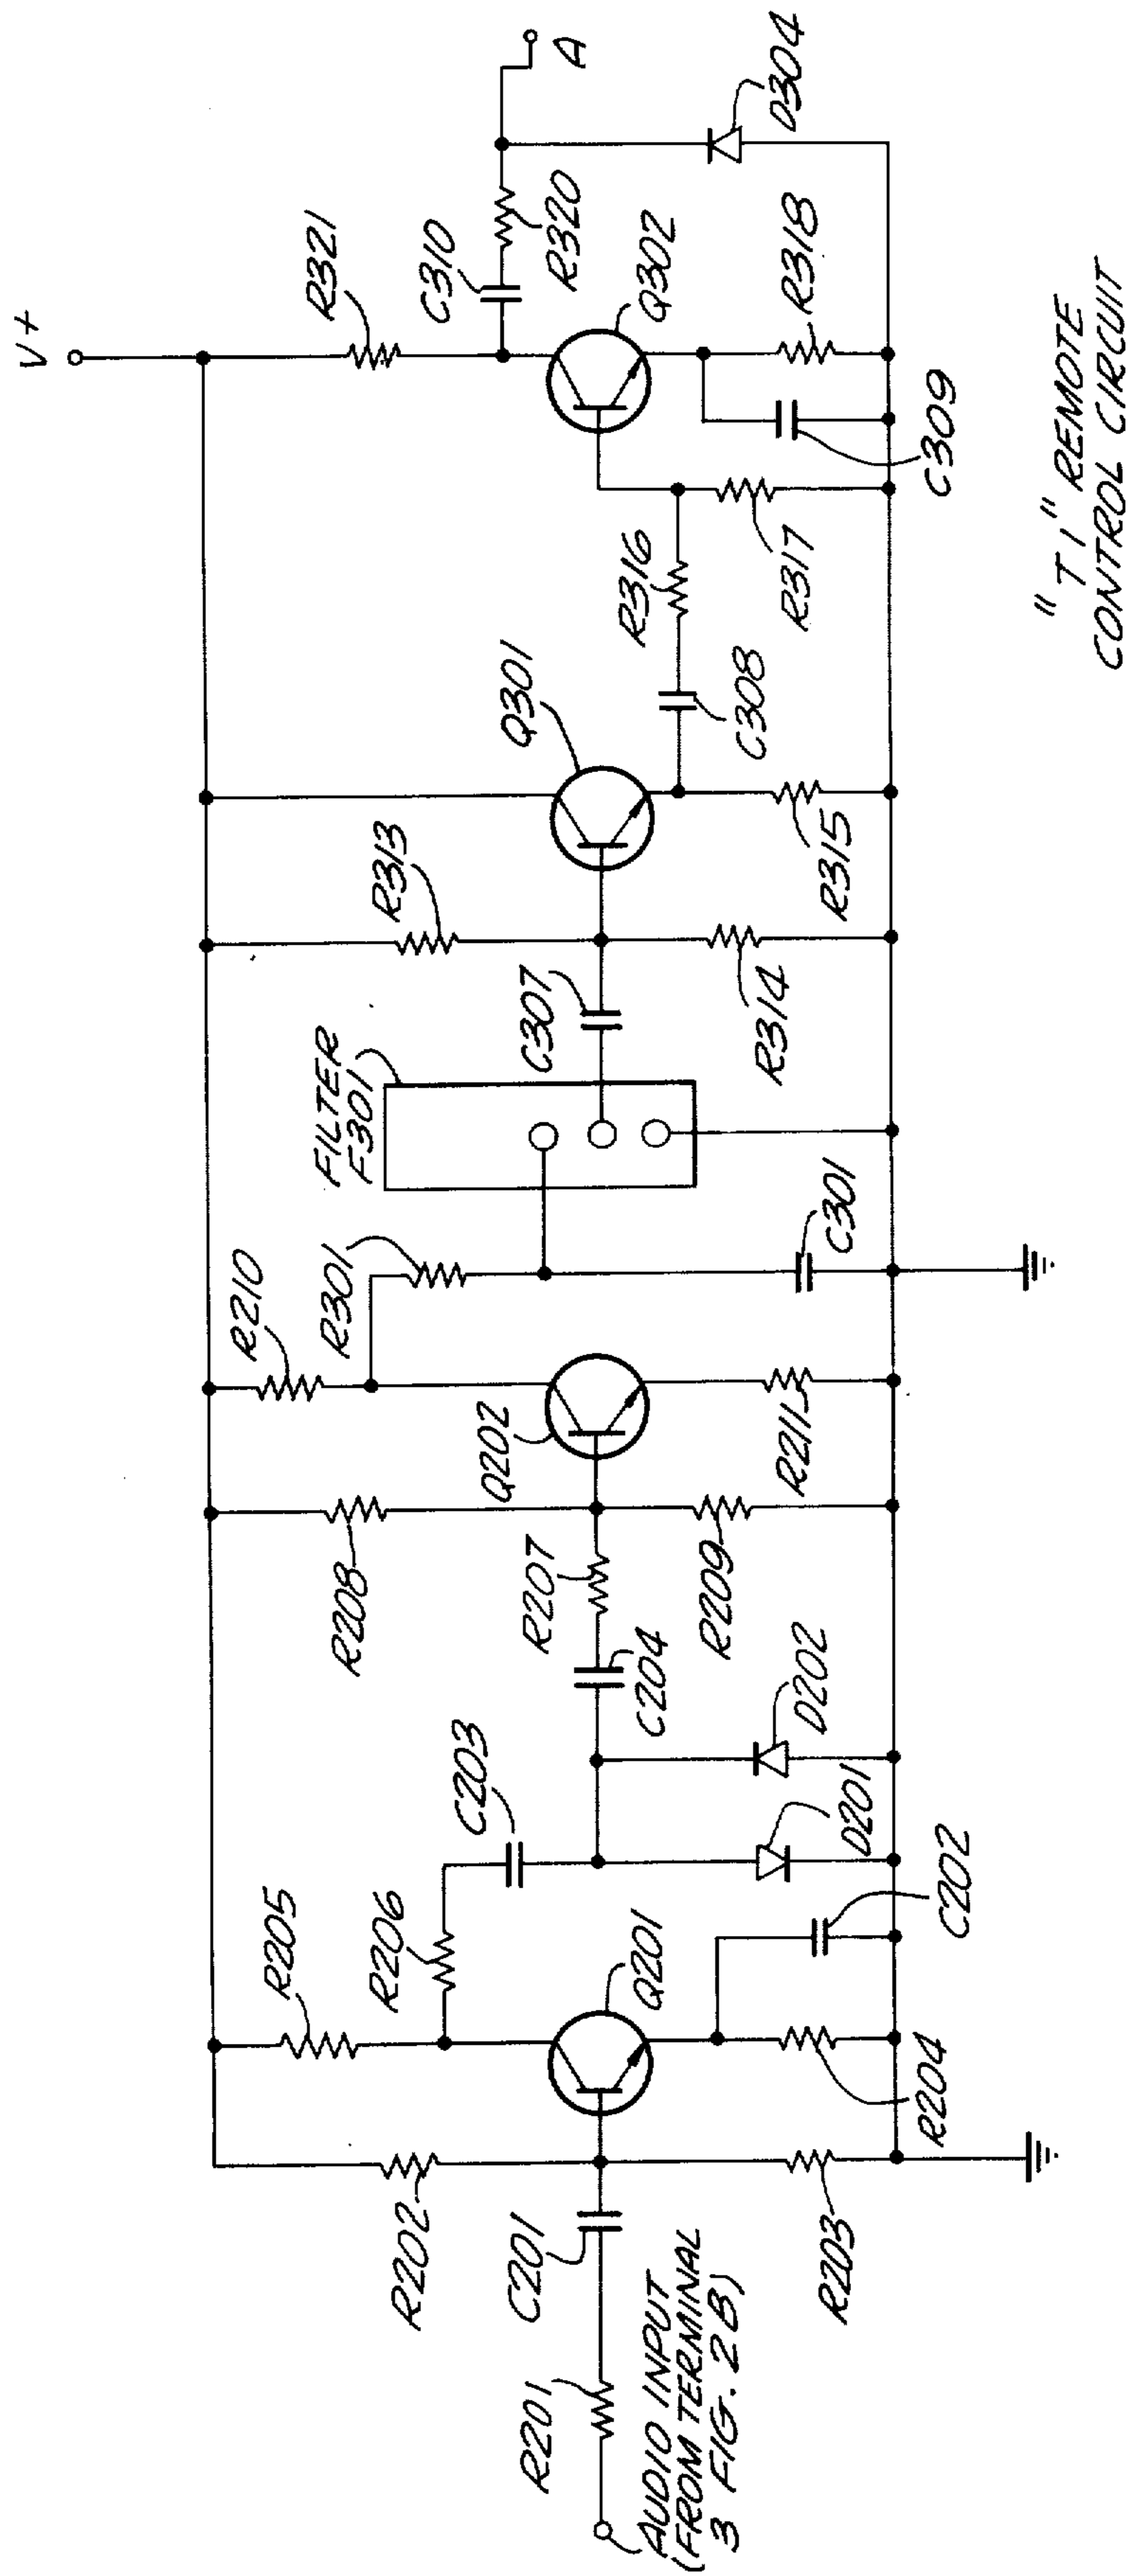 V+
R321
C310
R320
A
Q302
D304
R318
C309
R316
R317
Q301
C308
R313
R315
C307
R314
FILTER
F301
R301
C301
R210
Q202
R211
R208
R207
R209
C204
D202
C203
D201
C202
R205
R206
Q201
R204
R202
C201
R203
R201
AUDIO INPUT
(FROM TERMINAL
3 FIG. 2B)
"T1" REMOTE
CONTROL CIRCUIT